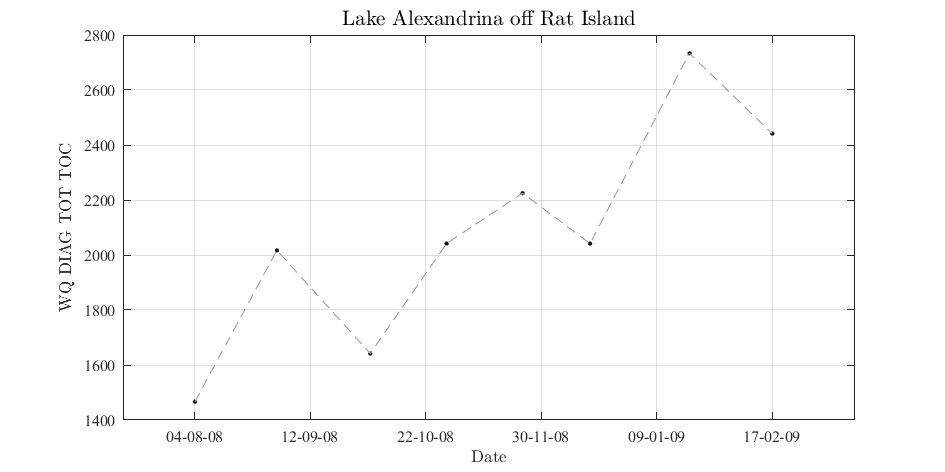 Lake Alexandrina off Rat Island
2800
2600
2400
2200
2000
1800
1600
1400
WQ DIAG TOT TOC
04-08-08 12-09-08 22-10-08 30-11-08 09-01-09 17-02-09
Date